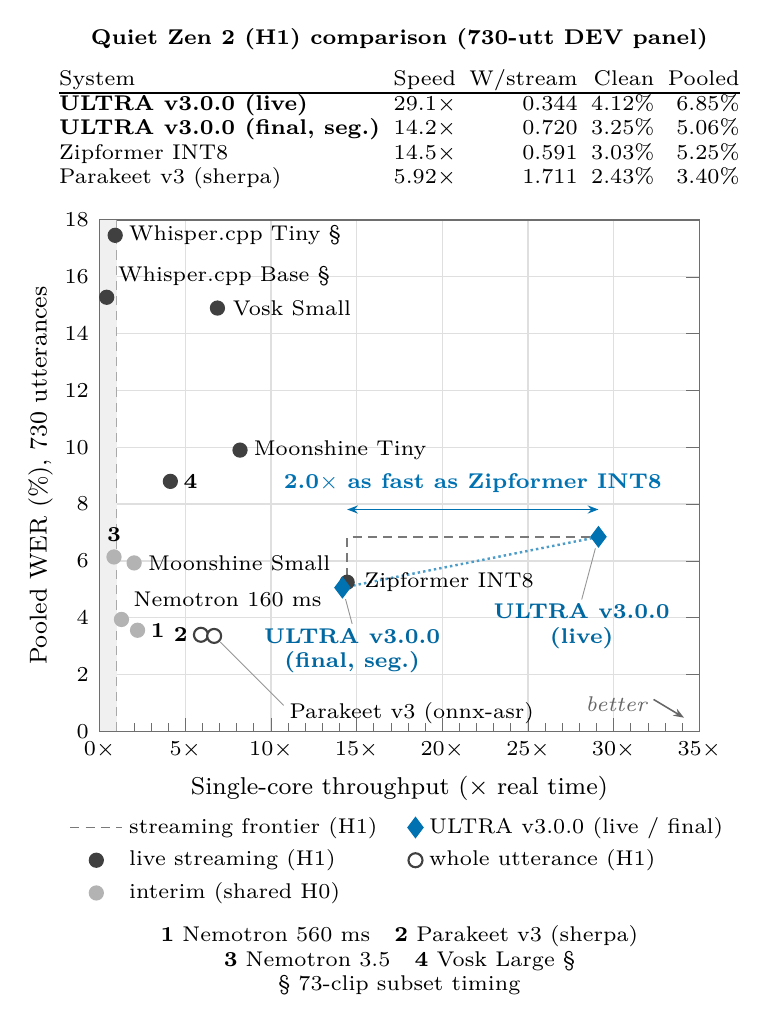 Quiet Zen 2 (H1) comparison (730-utt DEV panel)
System Speed W/stream Clean Pooled
ULTRA v3.0.0 (live) 29.1× 0.344 4.12% 6.85%
ULTRA v3.0.0 (final, seg.) 14.2× 0.720 3.25% 5.06%
Zipformer INT8 14.5× 0.591 3.03% 5.25%
Parakeet v3 (sherpa) 5.92× 1.711 2.43% 3.40%
18
16
14
12
10
8
6
4
2
0
Pooled WER (%), 730 utterances
Whisper.cpp Tiny §
Whisper.cpp Base §
Vosk Small
Moonshine Tiny
4
2.0× as fast as Zipformer INT8
3
Moonshine Small
Zipformer INT8
Nemotron 160 ms
1
2
ULTRA v3.0.0
(final, seg.)
ULTRA v3.0.0
(live)
Parakeet v3 (onnx-asr)
better
0× 5× 10× 15× 20× 25× 30× 35×
Single-core throughput (× real time)
streaming frontier (H1)
ULTRA v3.0.0 (live / final)
live streaming (H1)
whole utterance (H1)
interim (shared H0)
1 Nemotron 560 ms 2 Parakeet v3 (sherpa)
3 Nemotron 3.5 4 Vosk Large §
§ 73-clip subset timing